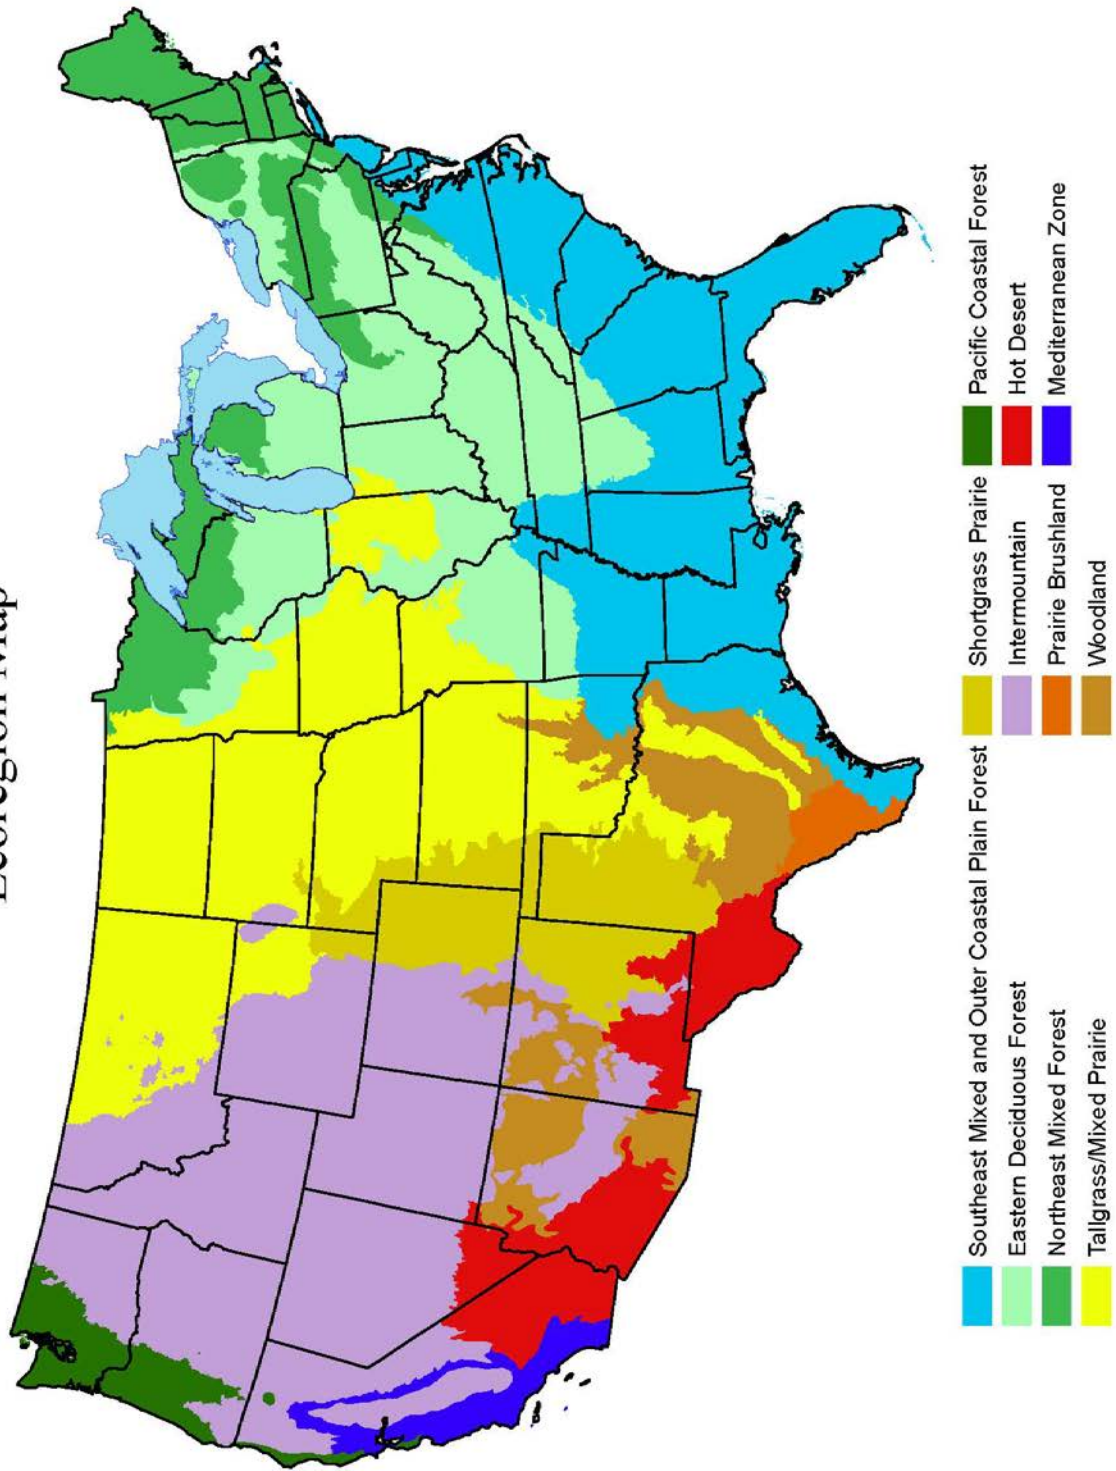 Ecoregion Map
Southeast Mixed and Outer Coastal Plain Forest
Eastern Deciduous Forest
Northeast Mixed Forest
Tallgrass/Mixed Prairie
Shortgrass Prairie
Intermountain
Prairie Brushland
Woodland
Pacific Coastal Forest
Hot Desert
Mediterranean Zone